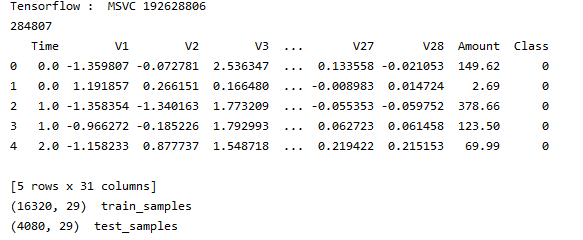 Tensorflow :  MSVC 192628806
284807
   Time        V1        V2        V3  ...       V27       V28  Amount  Class
0   0.0 -1.359807 -0.072781  2.536347  ...  0.133558 -0.021053  149.62      0
1   0.0  1.191857  0.266151  0.166480  ... -0.008983  0.014724    2.69      0
2   1.0 -1.358354 -1.340163  1.773209  ... -0.055353 -0.059752  378.66      0
3   1.0 -0.966272 -0.185226  1.792993  ...  0.062723  0.061458  123.50      0
4   2.0 -1.158233  0.877737  1.548718  ...  0.219422  0.215153   69.99      0
[5 rows x 31 columns]
(16320, 29)  train_samples
(4080, 29)  test_samples